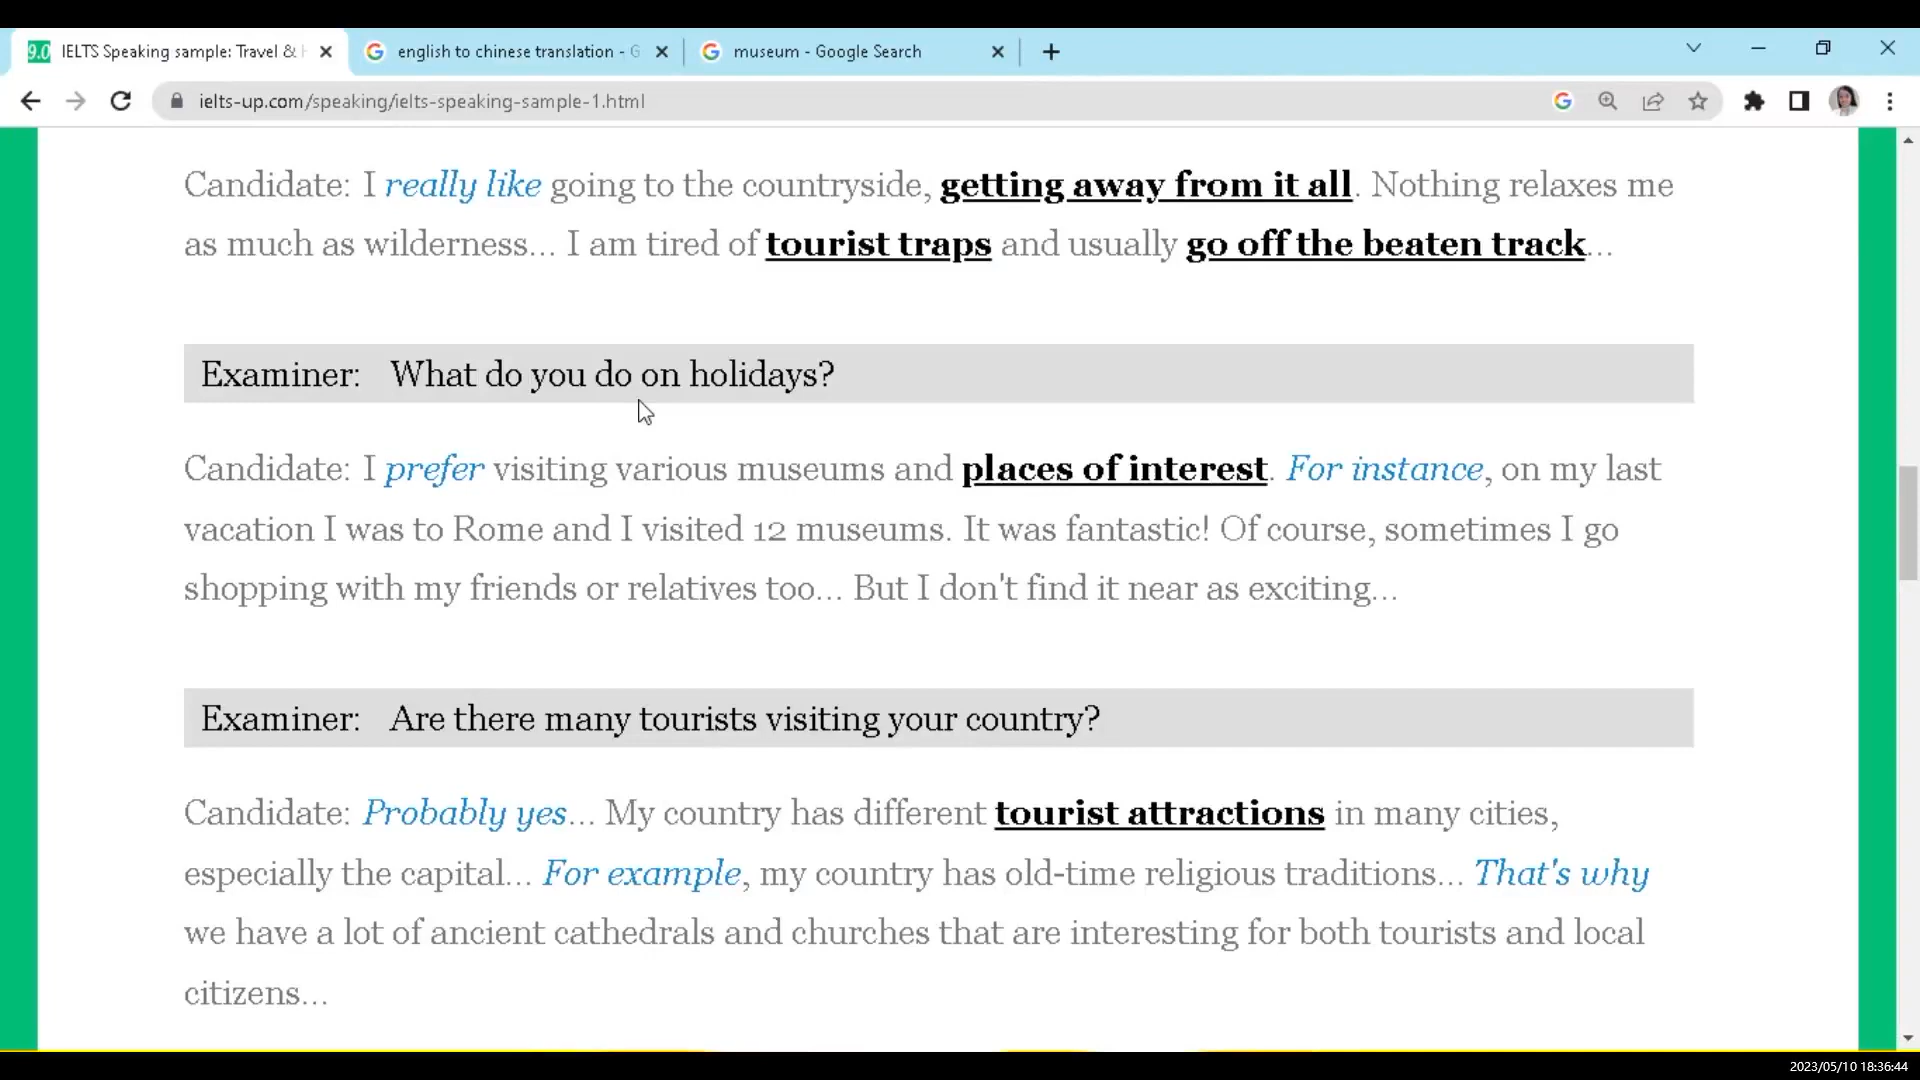 IELTS Speaking sample: Travel &
english to chinese translation - G
museum - Google Search
ielts-up.com/speaking/ielts-speaking-sample-1.html
Candidate: I really like going to the countryside, getting away from it all. Nothing relaxes me
as much as wilderness... I am tired of tourist traps and usually go off the beaten track...
Examiner: What do you do on holidays?
Candidate: I prefer visiting various museums and places of interest. For instance, on my last
vacation I was to Rome and I visited 12 museums. It was fantastic! Of course, sometimes I go
shopping with my friends or relatives too... But I don't find it near as exciting...
Examiner: Are there many tourists visiting your country?
Candidate: Probably yes... My country has different tourist attractions in many cities,
especially the capital... For example, my country has old-time religious traditions... That's why
we have a lot of ancient cathedrals and churches that are interesting for both tourists and local
citizens...
2023/05/10 18:36:44